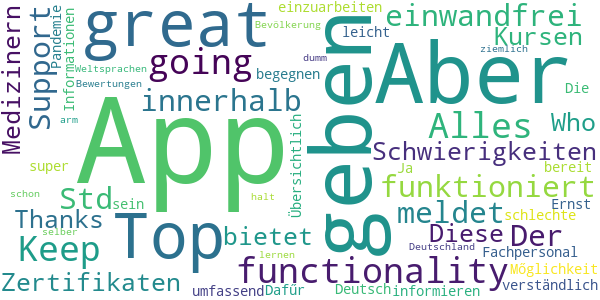 great
going
Support
Medizinern
Pandemie
Informationen
Bevölkerung
Weltsprachen
Bewertungen
arm
innerhalb
begegnen
einzuarbeiten
leicht
dumm
ziemlich
einwandfrei
Kursen
geben
Aber
App
Alles
Who
Die
Schwierigkeiten
Ja
bereit
funktioniert
super
schon
Std
sein
halt
Übersichtlich
Thanks
Top
bietet
meldet
schlechte
Ernst
Diese
Der
selber
Keep
lernen
Deutschland
Fachpersonal
functionality
Möglichkeit
Zertifikaten
umfassend
Dafür
Deutsch
informieren
verständlich